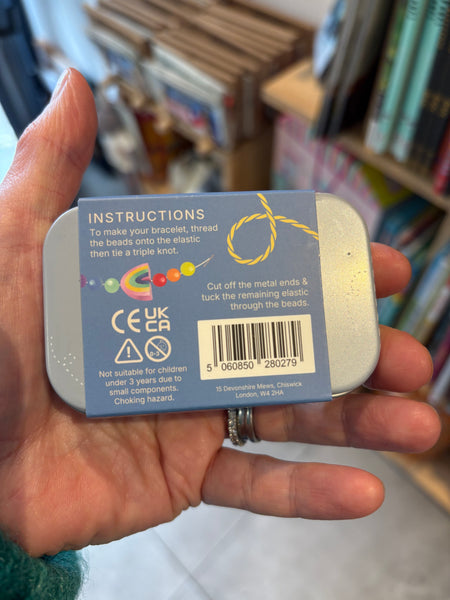 INSTRUCTIONS
To make your bracelet, thread
the beads onto the elastic
then tie a triple knot.
Cut off the metal ends &
tuck the remaining elastic
through the beads.
CE UK
CA
0-3
Not suitable for children
under 3 years due to
small components.
Choking hazard.
5 060850 280279
15 Devonshire Mews, Chiswick
London, W4 2HA